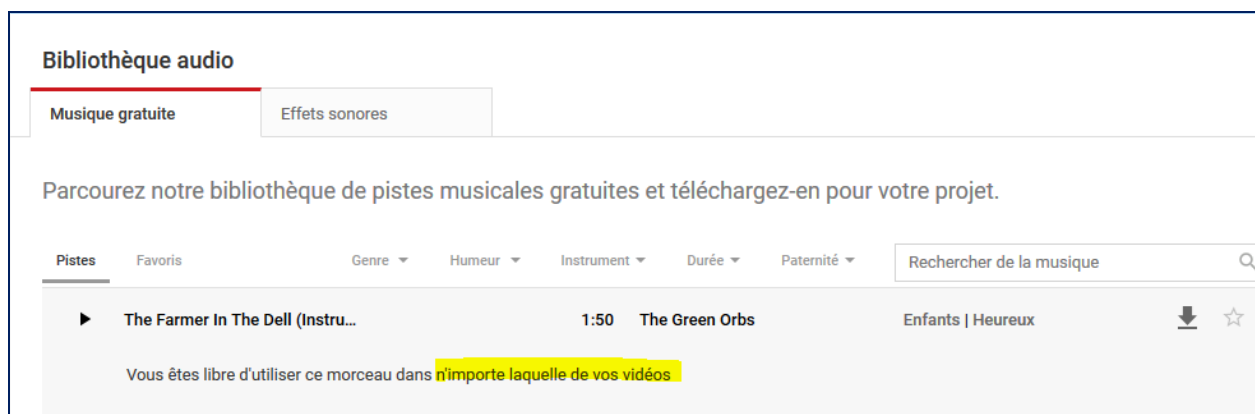 Bibliothèque audio
Musique gratuite Effets sonores
Parcourez notre bibliothèque de pistes musicales gratuites et téléchargez-en pour votre projet.
Pistes Favoris Genre Humeur Instrument Durée Paternité Rechercher de la musique
The Farmer In The Dell (Instru... 1:50 The Green Orbs Enfants | Heureux
Vous êtes libre d'utiliser ce morceau dans n'importe laquelle de vos vidéos